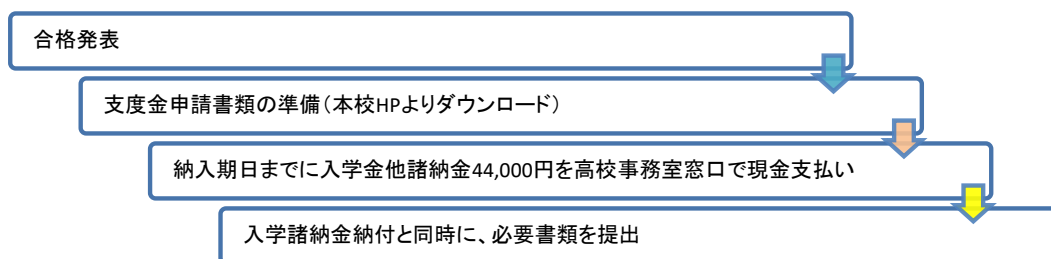 合格発表
支度金申請書類の準備（本校HPよりダウンロード）
納入期日までに入学金他諸納金44,000円を高校事務室窓口で現金支払い
入学諸納金納付と同時に、必要書類を提出